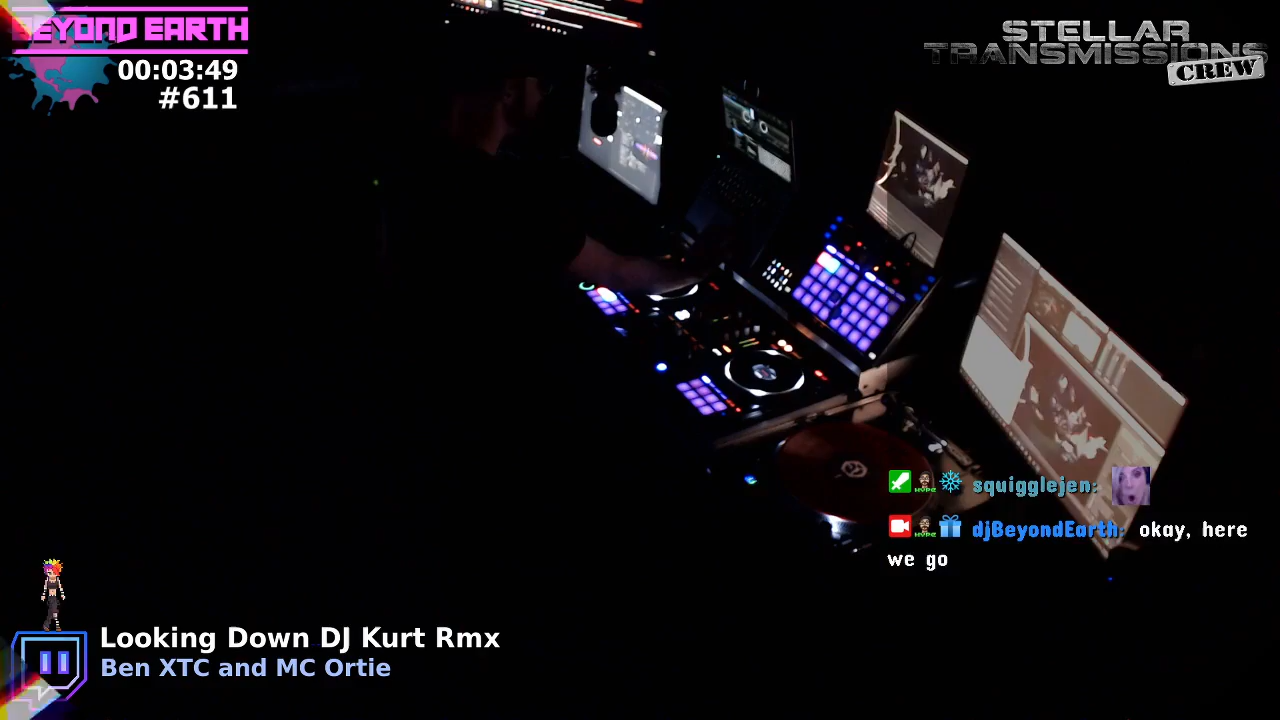 BEYOND EARTH
00:03:49
#611
STELLAR
TRANSMISSIONS
CREW
squigglejen:
djBeyondEarth: okay, here
we go
Looking Down DJ Kurt Rmx
Ben XTC and MC Ortie